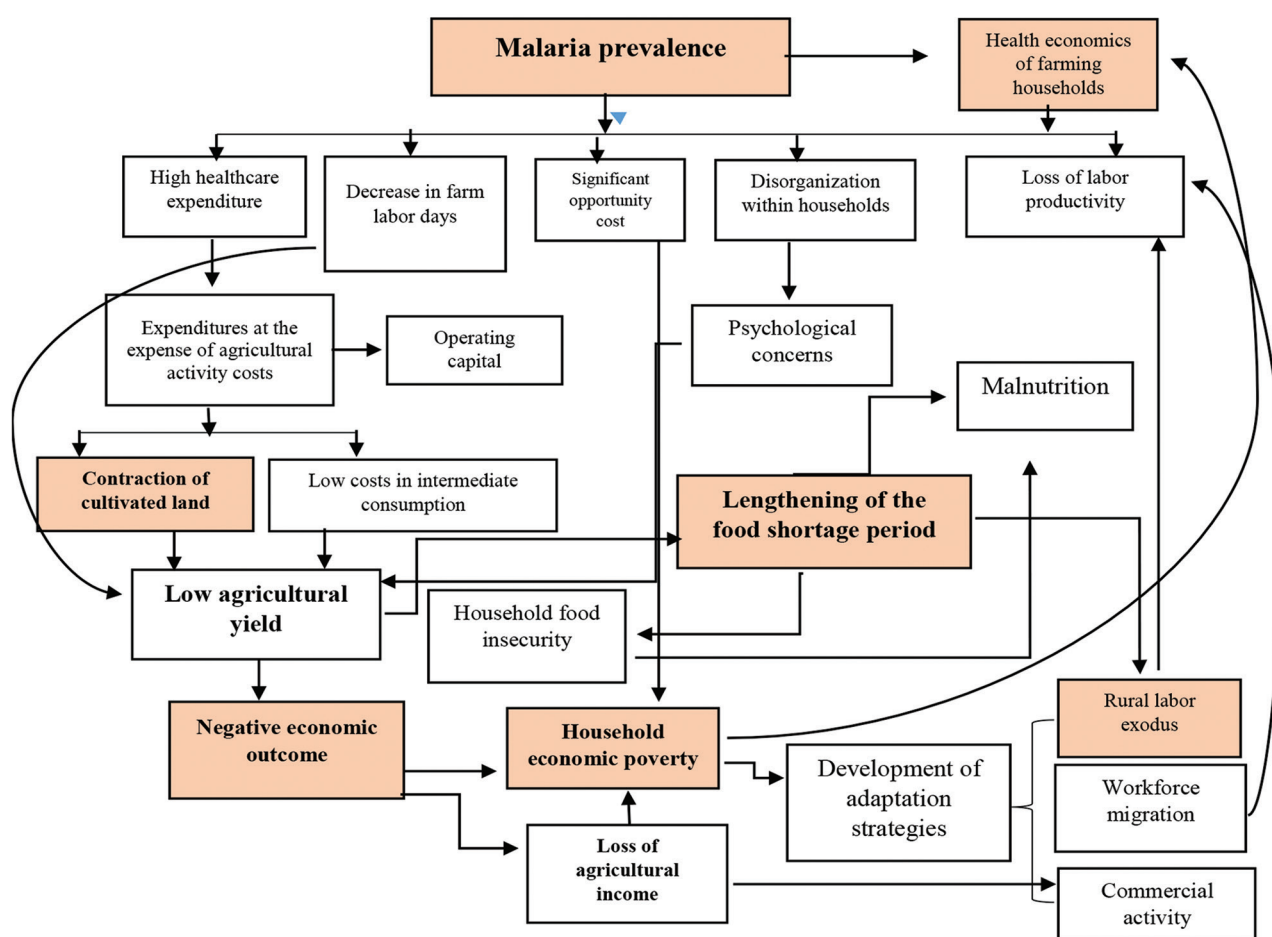 Malaria prevalence
Health economics
of farming
households
High healthcare
expenditure
Decrease in farm
labor days
Significant
opportunity
cost
Disorganization
within households
Loss of labor
productivity
Expenditures at the
expense of agricultural
activity costs
Operating
capital
Psychological
concerns
Malnutrition
Contraction of
cultivated land
Low costs in intermediate
consumption
Lengthening of the
food shortage period
Low agricultural
yield
Household food
insecurity
Negative economic
outcome
Household
economic poverty
Development of
adaptation
strategies
Rural labor
exodus
Workforce
migration
Loss of
agricultural
income
Commercial
activity